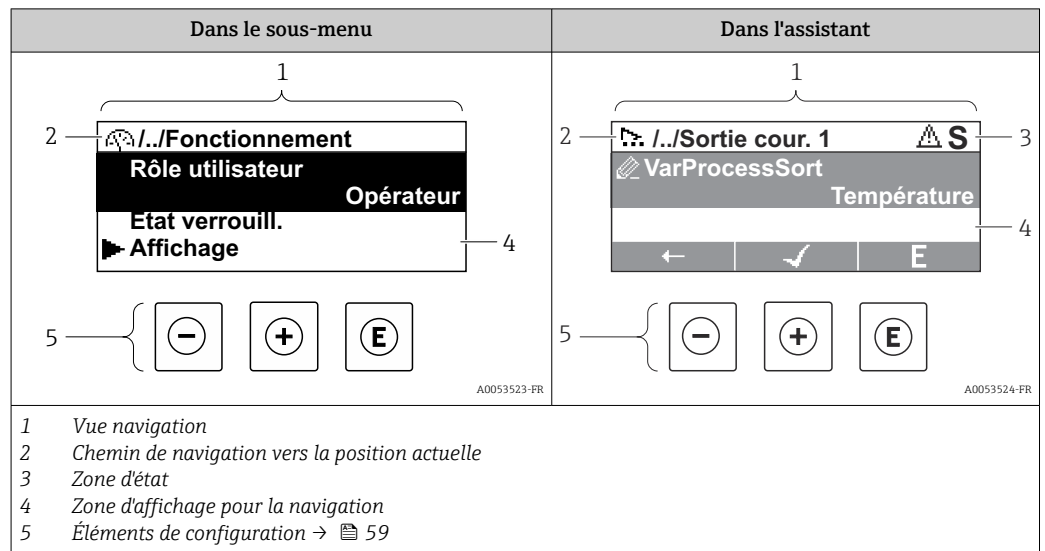 Dans le sous-menu
1
2
/../Fonctionnement
Rôle utilisateur
Opérateur
Etat verrouill.
Affichage
4
5
E
A0053523-FR
Dans l'assistant
1
2
/../Sortie cour. 1
S
3
VarProcessSort
Température
4
E
5
E
A0053524-FR
1 Vue navigation
2 Chemin de navigation vers la position actuelle
3 Zone d'état
4 Zone d'affichage pour la navigation
5 Éléments de configuration → 59